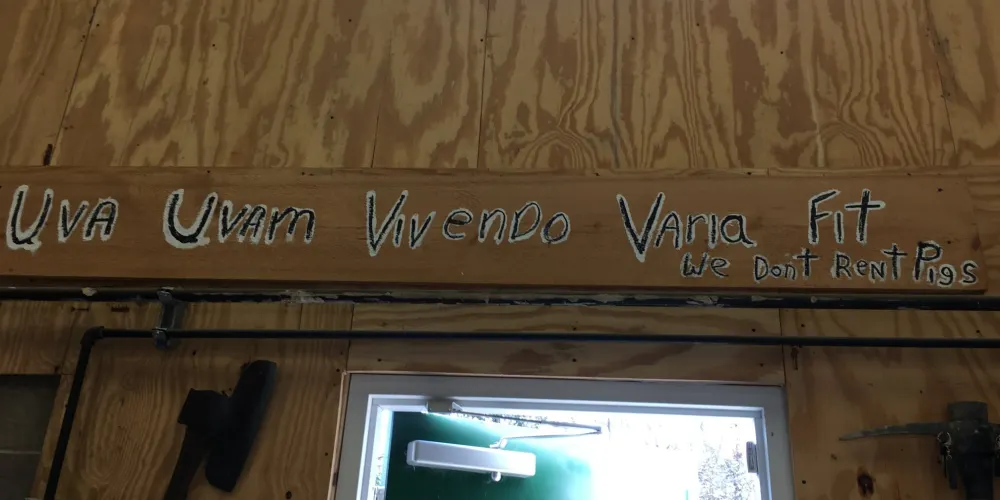 Uva Uvam Vivendo Varia Fit
We Dont Rent Pigs